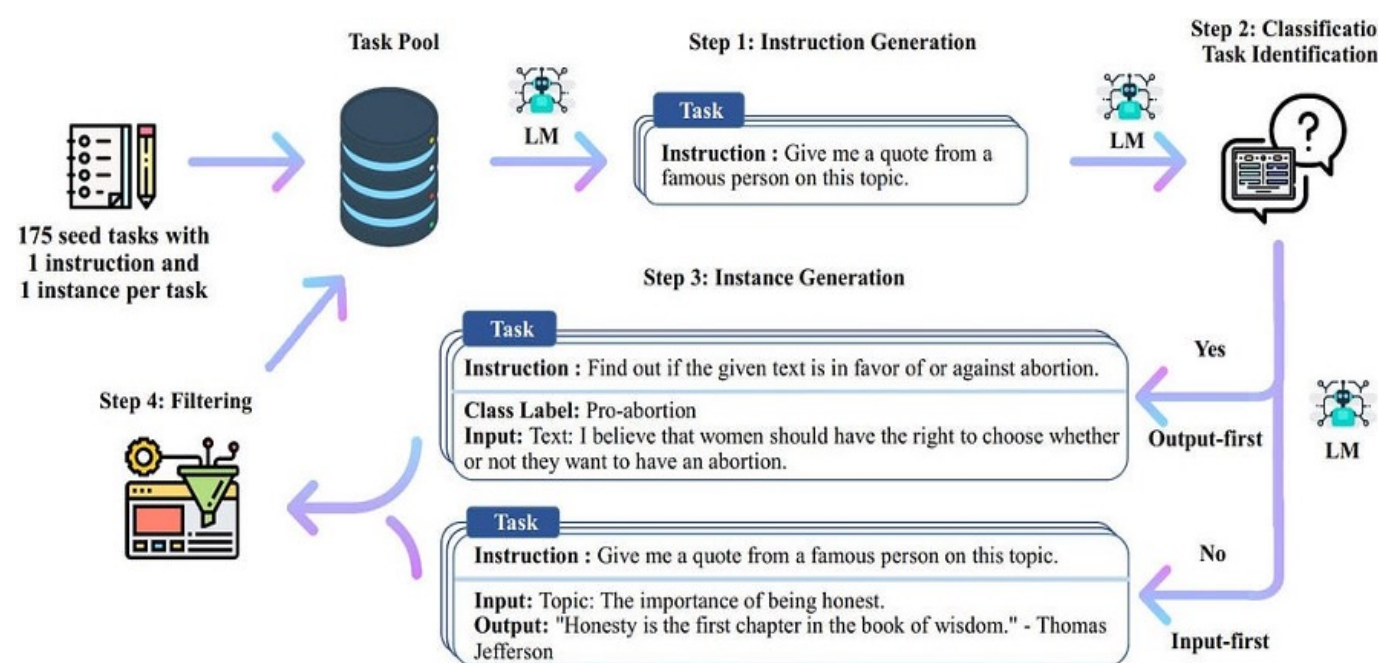 Task Pool
Step 1: Instruction Generation
Step 2: Classificatio
Task Identification
LM
Task
Instruction : Give me a quote from a
famous person on this topic.
LM
175 seed tasks with
1 instruction and
1 instance per task
Step 3: Instance Generation
Task
Instruction : Find out if the given text is in favor of or against abortion.
Class Label: Pro-abortion
Input: Text: I believe that women should have the right to choose whether
or not they want to have an abortion.
Yes
Output-first
LM
Step 4: Filtering
Task
Instruction : Give me a quote from a famous person on this topic.
Input: Topic: The importance of being honest.
Output: "Honesty is the first chapter in the book of wisdom." - Thomas
Jefferson
No
Input-first